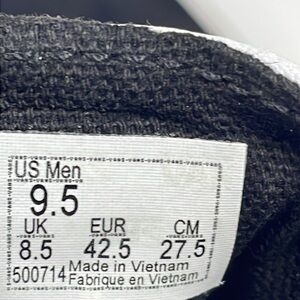 US Men
9.5
UK EUR CM
8.5 42.5 27.5
500714 Made in Vietnam
Fabrique en Vietnam